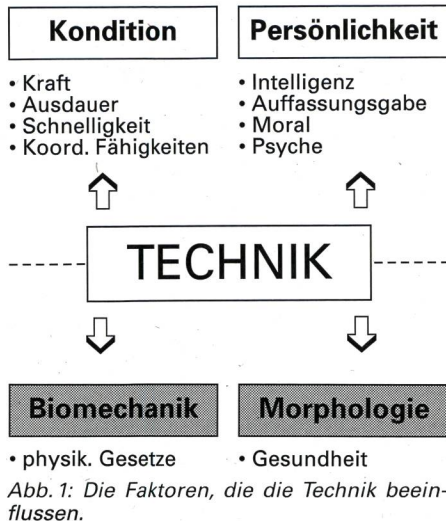 Kondition
• Kraft
• Ausdauer
• Schnelligkeit
• Koord. Fähigkeiten
Persönlichkeit
• Intelligenz
• Auffassungsgabe
• Moral
• Psyche
TECHNIK
Biomechanik
• physik. Gesetze
Morphologie
• Gesundheit
Abb. 1: Die Faktoren, die die Technik beein-
flussen.